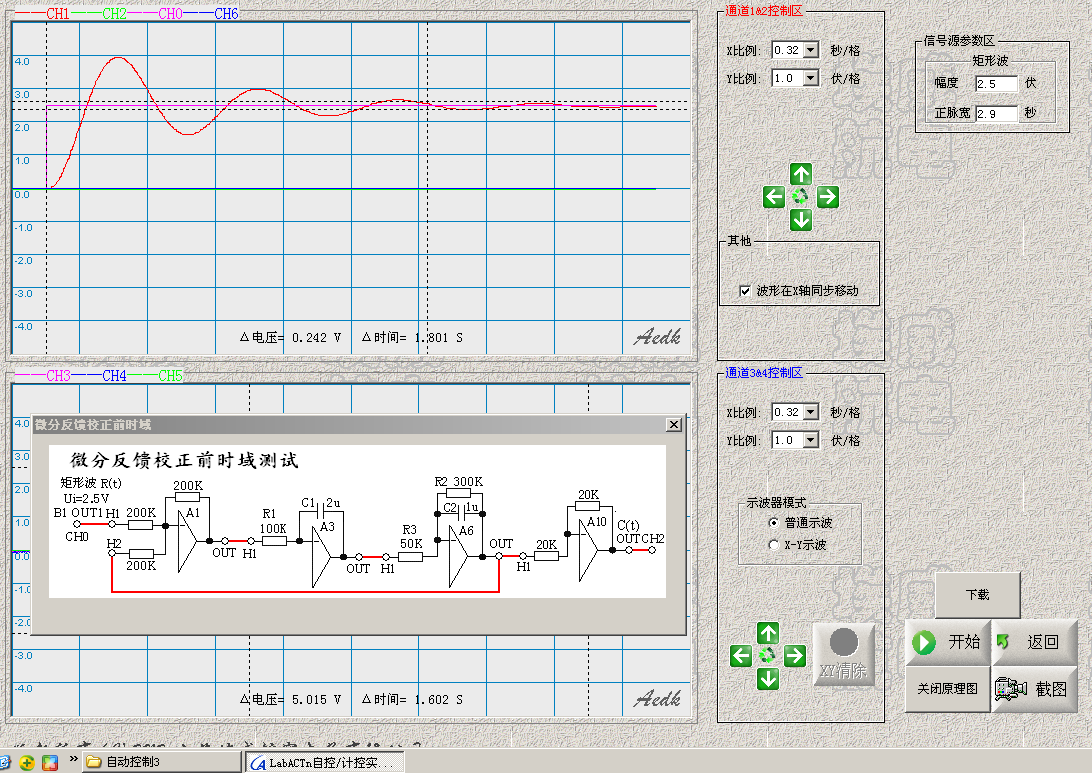 CH1 CH2 CH0 CH6
4.0
3.0
2.0
1.0
0.0
-1.0
-2.0
-3.0
-4.0
△电压= 0.242 V △时间= 1.801 S
Aedk
通道1&2控制区
X比例: 0.32 秒/格
Y比例: 1.0 伏/格
其他
波形在X轴同步移动
信号源参数区
矩形波
幅度 2.5 伏
正脉宽 2.9 秒
CH3 CH4 CH5
4.0
3.0
2.0
1.0
0.0
-1.0
-2.0
-3.0
-4.0
微分反馈校正前时域
微分反馈校正前时域测试
矩形波 R(t)
Ui=2.5V
B1 OUT1 H1 200K
CH0
200K
A1
H2
200K
OUT H1
R1
100K
C1 2u
A3
OUT H1
R3
50K
R2 300K
C2 1u
A6
OUT
H1
20K
20K
A10
C(t)
OUT CH2
△电压= 5.015 V △时间= 1.602 S
Aedk
通道3&4控制区
X比例: 0.32 秒/格
Y比例: 1.0 伏/格
示波器模式
普通示波
X-Y示波
XY清除
下载
开始
返回
关闭原理图
截图
自动控制3
LabACTn自控/计控实...